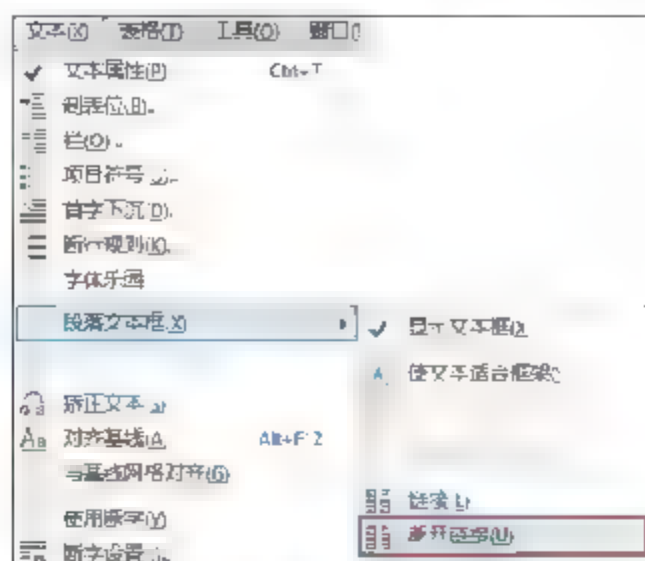 文本(X) 表格(T) 工具(O) 窗口(
文本属性(P) Ctrl+T
制表位(B)...
栏(O)...
项目符号
首字下沉(D)...
断行规则(K)...
字体乐园
段落文本框(X)
显示文本框
使文本适合框架
矫正文本
对齐基线(A) Alt+F12
与基线网格对齐(G)
链接(L)
使用断字(Y)
断开链接(U)
断字设置